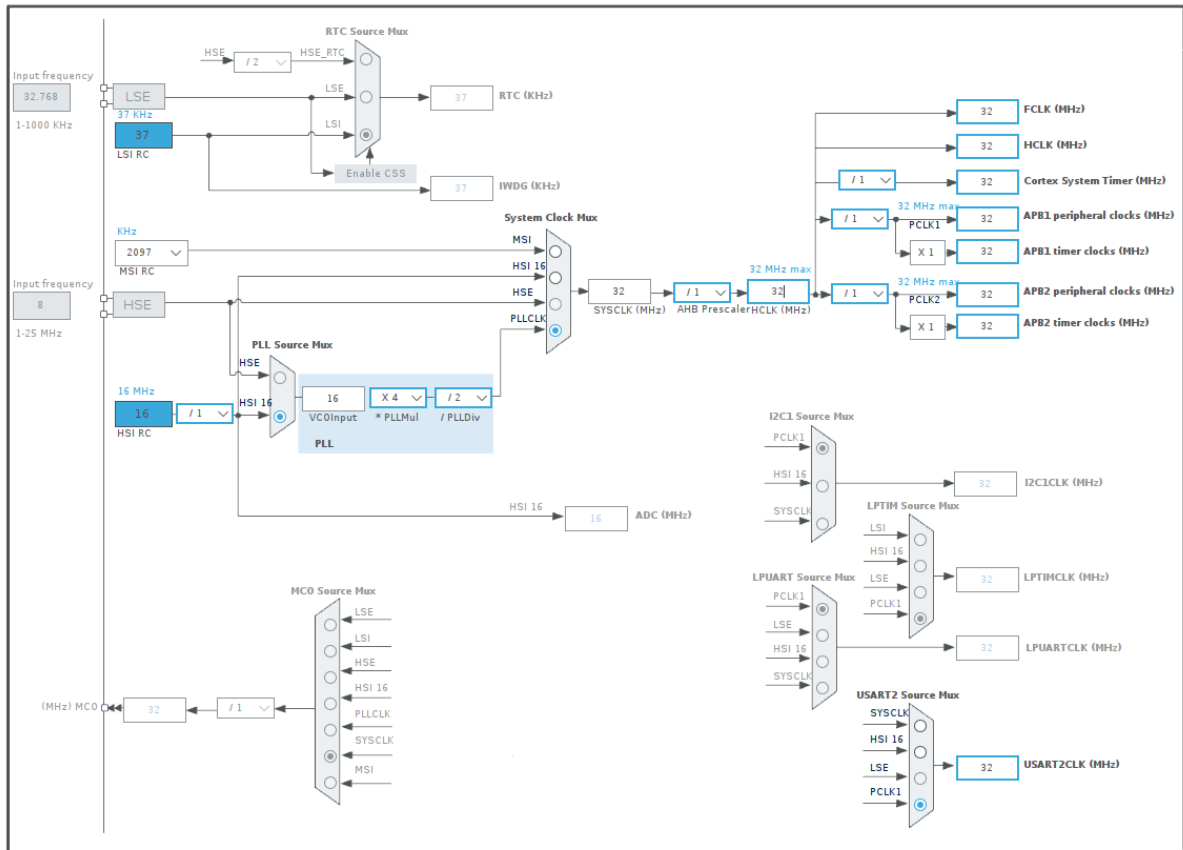 RTC Source Mux
HSE
/ 2
HSE_RTC
Input frequency
32.768
1-1000 KHz
LSE
LSE
37
RTC (KHz)
37 KHz
37
LSI RC
LSI
Enable CSS
37
IWDG (KHz)
System Clock Mux
KHz
2097
MSI RC
MSI
HSI 16
Input frequency
8
1-25 MHz
HSE
HSE
PLLCLK
32
SYSCLK (MHz)
/ 1
AHB Prescaler
32 MHz max
32
HCLK (MHz)
32
FCLK (MHz)
32
HCLK (MHz)
/ 1
32
Cortex System Timer (MHz)
/ 1
32 MHz max
PCLK1
32
APB1 peripheral clocks (MHz)
X 1
32
APB1 timer clocks (MHz)
/ 1
32 MHz max
PCLK2
32
APB2 peripheral clocks (MHz)
X 1
32
APB2 timer clocks (MHz)
PLL Source Mux
HSE
HSI 16
16 MHz
16
HSI RC
/ 1
16
VCOInput
X 4
* PLLMul
/ 2
/ PLLDiv
PLL
HSI 16
16
ADC (MHz)
I2C1 Source Mux
PCLK1
HSI 16
SYSCLK
32
I2C1CLK (MHz)
LPTIM Source Mux
LSI
HSI 16
LSE
PCLK1
32
LPTIMCLK (MHz)
LPUART Source Mux
PCLK1
LSE
HSI 16
SYSCLK
32
LPUARTCLK (MHz)
MCO Source Mux
LSE
LSI
HSE
HSI 16
PLLCLK
SYSCLK
MSI
(MHz) MCO
32
/ 1
USART2 Source Mux
SYSCLK
HSI 16
LSE
PCLK1
32
USART2CLK (MHz)